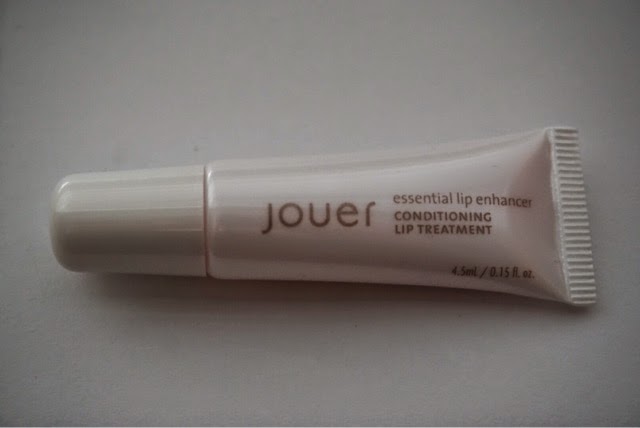 jouer
essential lip enhancer
CONDITIONING
LIP TREATMENT
4.5mL / 0.15 fl. oz.